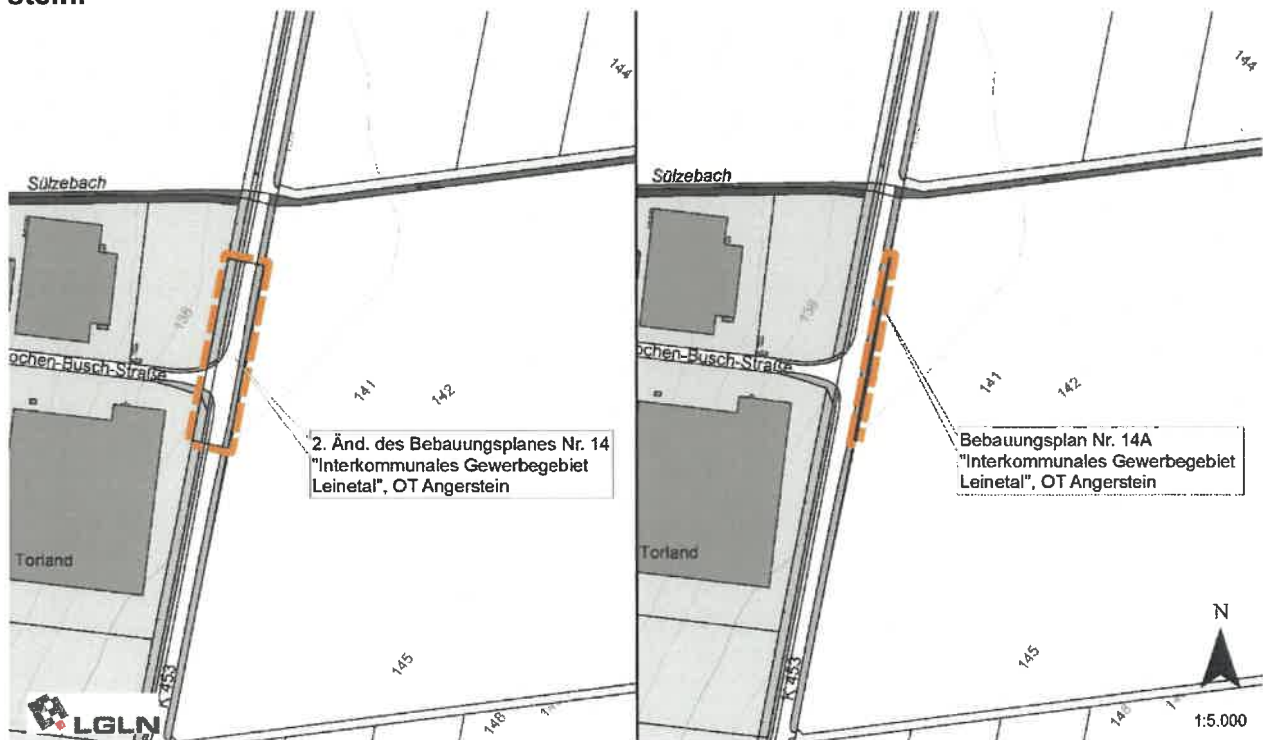 stein.
144
Sülzebach
138
ochen-Busch-Straße
141
142
2. Änd. des Bebauungsplanes Nr. 14
"Interkommunales Gewerbegebiet
Leinetal", OT Angerstein
Torland
145
K 453
148
LGLN
144
Sülzebach
138
ochen-Busch-Straße
141
142
Bebauungsplan Nr. 14A
"Interkommunales Gewerbegebiet
Leinetal", OT Angerstein
Torland
145
K 453
148
N
1:5.000